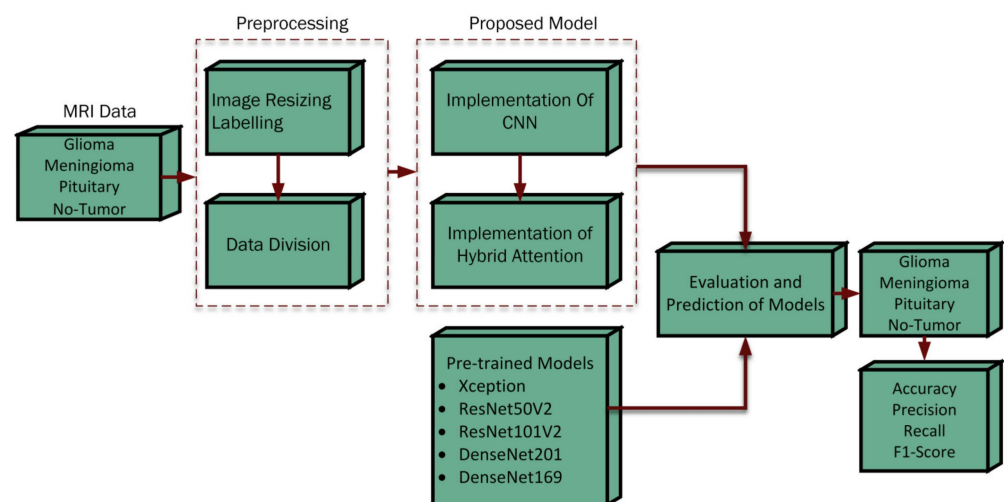 Preprocessing
Proposed Model
MRI Data
Glioma
Meningioma
Pituitary
No-Tumor
Image Resizing
Labelling
Data Division
Implementation Of
CNN
Implementation of
Hybrid Attention
Pre-trained Models
• Xception
• ResNet50V2
• ResNet101V2
• DenseNet201
• DenseNet169
Evaluation and
Prediction of Models
Glioma
Meningioma
Pituitary
No-Tumor
Accuracy
Precision
Recall
F1-Score